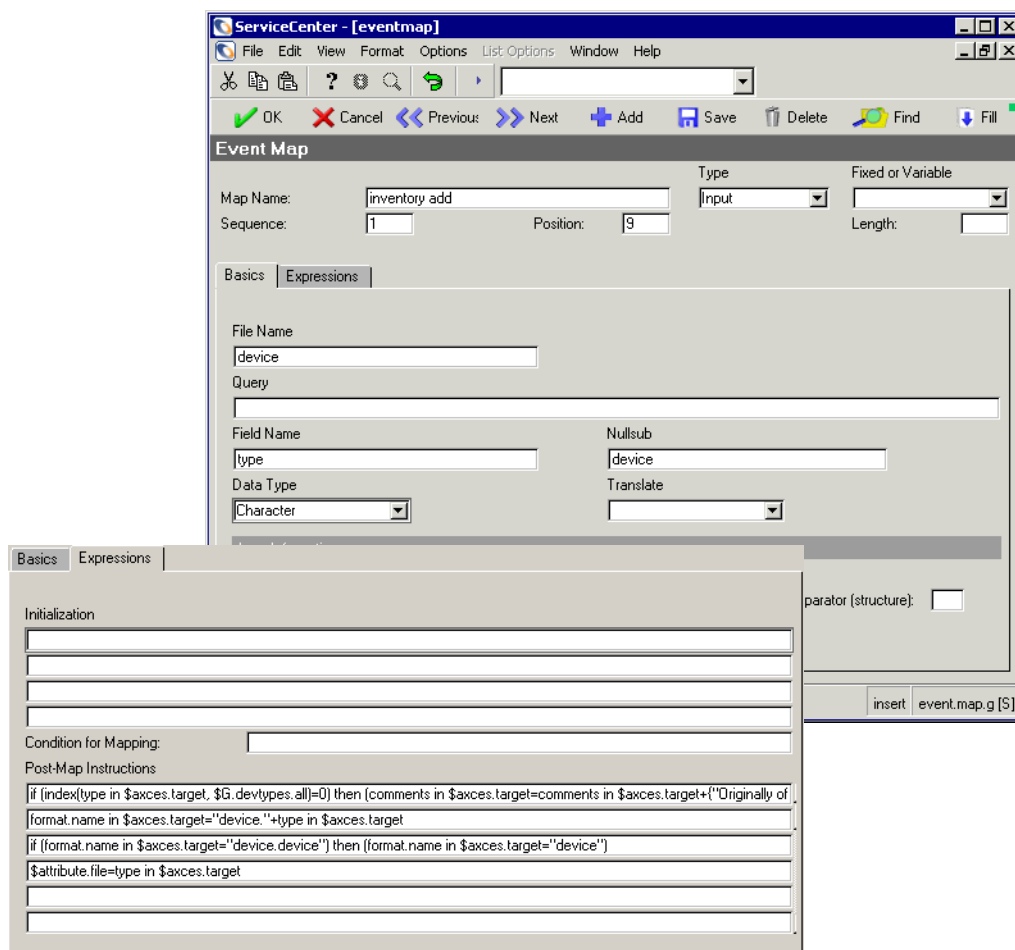 ServiceCenter - [eventmap]
File Edit View Format Options List Options Window Help
OK Cancel Previous Next Add Save Delete Find Fill
Event Map
Type Fixed or Variable
Map Name: inventory add Input
Sequence: 1 Position: 9 Length:
Basics Expressions
File Name
device
Query
Field Name Nullsub
type device
Data Type Translate
Character
Basics Expressions
parator (structure):
Initialization
insert event.map.g [S]
Condition for Mapping:
Post-Map Instructions
if (index(type in $axces.target, $G.devtypes.all)=0) then (comments in $axces.target=comments in $axces.target+{"Originally of
format.name in $axces.target="device."+type in $axces.target
if (format.name in $axces.target="device.device") then (format.name in $axces.target="device")
$attribute.file=type in $axces.target